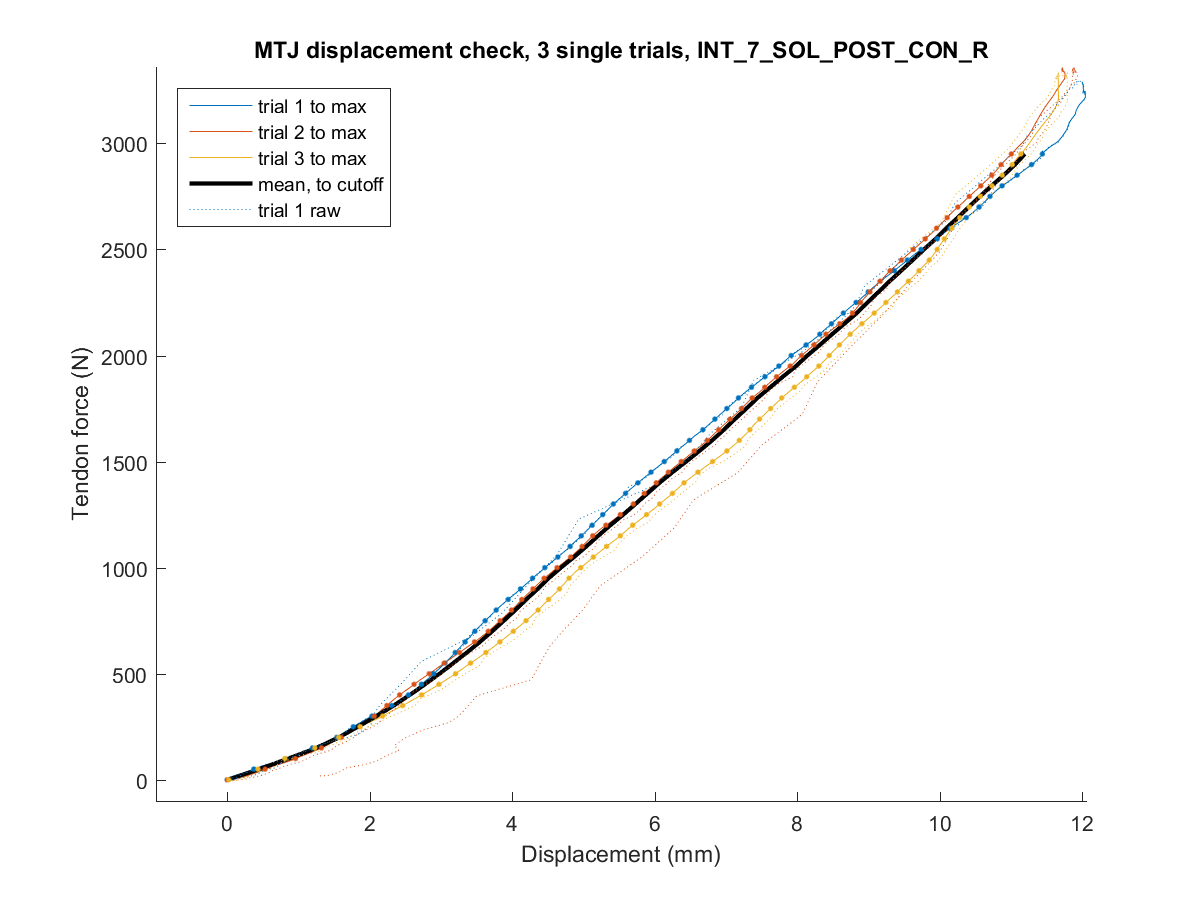 MTJ displacement check, 3 single trials, INT_7_SOL_POST_CON_R
trial 1 to max
trial 2 to max
trial 3 to max
mean, to cutoff
trial 1 raw
3000
2500
2000
1500
1000
500
0
Tendon force (N)
0 2 4 6 8 10 12
Displacement (mm)